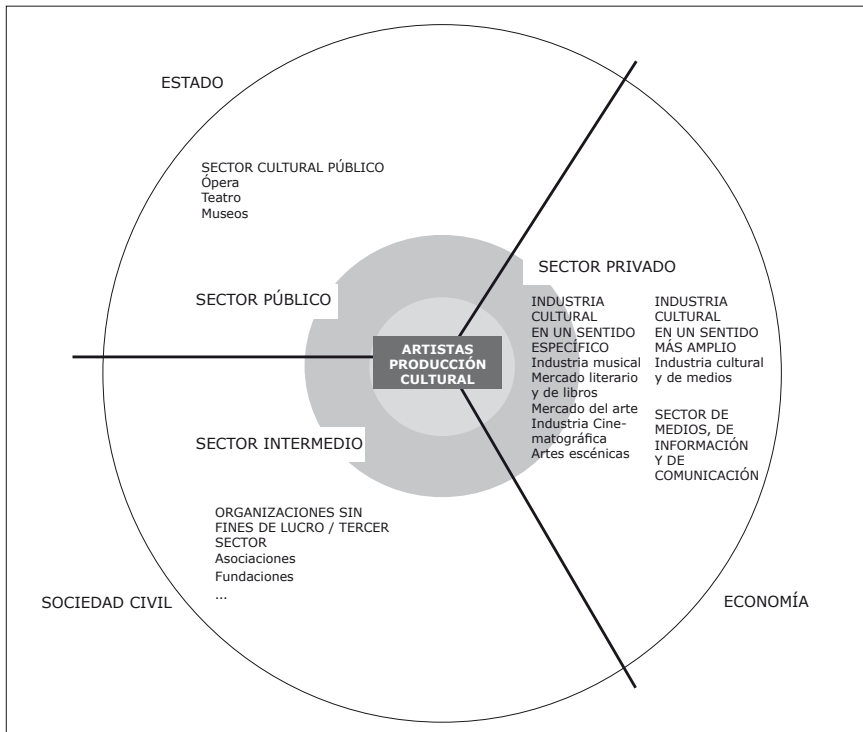 ESTADO
SECTOR CULTURAL PÚBLICO
Ópera
Teatro
Museos
SECTOR PÚBLICO
SECTOR PRIVADO
INDUSTRIA
CULTURAL
EN UN SENTIDO
ESPECÍFICO
Industria musical
Mercado literario
y de libros
Mercado del arte
Industria Cine-
matográfica
Artes escénicas
INDUSTRIA
CULTURAL
EN UN SENTIDO
MÁS AMPLIO
Industria cultural
y de medios
SECTOR DE
MEDIOS, DE
INFORMACIÓN
Y DE
COMUNICACIÓN
ARTISTAS
PRODUCCIÓN
CULTURAL
SECTOR INTERMEDIO
ORGANIZACIONES SIN
FINES DE LUCRO / TERCER
SECTOR
Asociaciones
Fundaciones
...
SOCIEDAD CIVIL
ECONOMÍA